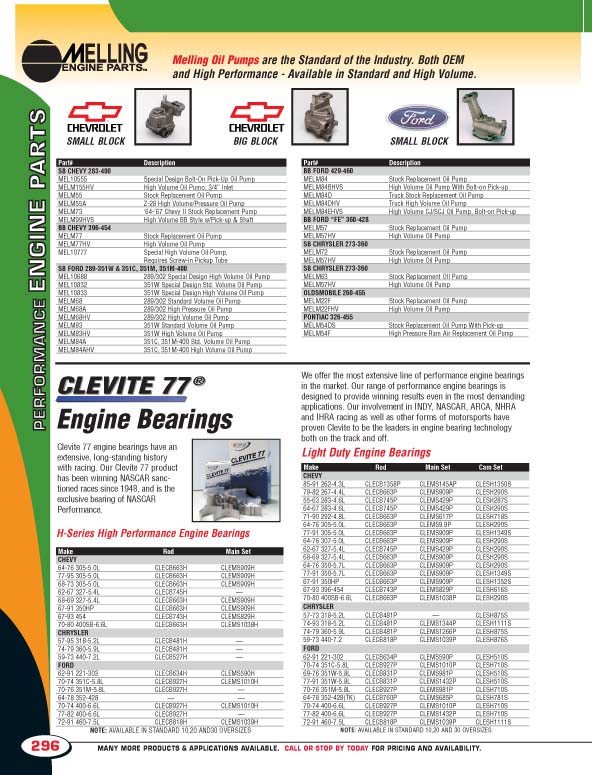 MELLING
ENGINE PARTS
Melling Oil Pumps are the Standard of the Industry. Both OEM
and High Performance - Available in Standard and High Volume.
CHEVROLET
SMALL BLOCK
CHEVROLET
BIG BLOCK
Ford
SMALL BLOCK
PERFORMANCE ENGINE PARTS
Part# Description
SB CHEVY 283-400
MEL10555 Special Design Bolt-On Pick-Up Oil Pump
MELM155HV High Volume Oil Pump, 3/4" Inlet
MELM55 Stock Replacement Oil Pump
MELM55A Z-28 High Volume/Pressure Oil Pump
MELM73 '64-'67 Chevy II Stock Replacement Pump
MELM99HVS High Volume BB Style w/Pick-up & Shaft
BB CHEVY 396-454
MELM77 Stock Replacement Oil Pump
MELM77HV High Volume Oil Pump
MEL10777 Special High Volume Oil Pump,
Requires Screw-in Pickup Tube
SB FORD 289-351W & 351C, 351M, 351M-400
MEL10688 289/302 Special Design High Volume Oil Pump
MEL10832 351W Special Design Std. Volume Oil Pump
MEL10833 351W Special Design High Volume Oil Pump
MELM68 289/302 Standard Volume Oil Pump
MELM68A 289/302 High Pressure Oil Pump
MELM68HV 289/302 High Volume Oil Pump
MELM83 351W Standard Volume Oil Pump
MELM83HV 351W High Volume Oil Pump
MELM84A 351C, 351M-400 Std. Volume Oil Pump
MELM84AHV 351C, 351M-400 High Volume Oil Pump
Part# Description
BB FORD 429-460
MELM84 Stock Replacement Oil Pump
MELM84BHVS High Volume Oil Pump With Bolt-on Pick-up
MELM84D Truck Stock Replacement Oil Pump
MELM84DHV Truck High Volume Oil Pump
MELM84EHVS High Volume CJ/SCJ Oil Pump, Bolt-on Pick-up
BB FORD "FE" 360-428
MELM57 Stock Replacement Oil Pump
MELM57HV High Volume Oil Pump
SB CHRYSLER 273-360
MELM72 Stock Replacement Oil Pump
MELM57HV High Volume Oil Pump
SB CHRYSLER 273-360
MELM63 Stock Replacement Oil Pump
MELM57HV High Volume Oil Pump
OLDSMOBILE 260-455
MELM22F Stock Replacement Oil Pump
MELM22FHV High Volume Oil Pump
PONTIAC 326-455
MELM54DS Stock Replacement Oil Pump With Pick-up
MELM54F High Pressure Ram Air Replacement Oil Pump
CLEVITE 77®
Engine Bearings
Clevite 77 engine bearings have an
extensive, long-standing history
with racing. Our Clevite 77 product
has been winning NASCAR sanc-
tioned races since 1948, and is the
exclusive bearing of NASCAR
Performance.
CLEVITE 77
We offer the most extensive line of performance engine bearings
in the market. Our range of performance engine bearings is
designed to provide winning results even in the most demanding
applications. Our involvement in INDY, NASCAR, ARCA, NHRA
and IHRA racing as well as other forms of motorsports have
proven Clevite to be the leaders in engine bearing technology
both on the track and off.
H-Series High Performance Engine Bearings
Make Rod Main Set
CHEVY
64-76 305-5.0L CLECB663H CLEMS909H
77-95 305-5.0L CLECB663H CLEMS909H
68-73 305-5.0L CLECB663H CLEMS909H
62-67 327-5.4L CLECB745H —
68-69 327-5.4L CLECB663H CLEMS909H
67-91 350HP CLECB663H CLEMS909H
67-93 454 CLECB743H CLEMS829H
70-80 400SB-6.6L CLECB663H CLEMS1038H
CHRYSLER
57-95 318-5.2L CLECB481H —
74-79 360-5.9L CLECB481H —
59-73 440-7.2L CLECB527H —
FORD
62-91 221-302 CLECB634H CLEMS590H
70-74 351C-5.8L CLECB927H CLEMS1010H
70-76 351M-5.8L CLECB927H —
64-78 352-428 — —
70-74 400-6.6L CLECB927H CLEMS1010H
77-82 400-6.6L CLECB927H —
72-91 460-7.5L CLECB818H CLEMS1039H
NOTE: AVAILABLE IN STANDARD 10,20 AND30 OVERSIZES
Light Duty Engine Bearings
Make Rod Main Set Cam Set
CHEVY
85-91 262-4.3L CLECB1358P CLEMS145AP CLESH1350S
79-82 267-4.4L CLECB663P CLEMS909P CLESH290S
55-63 283-4.6L CLECB745P CLEMS429P CLESH287S
64-67 283-4.6L CLECB745P CLEMS429P CLESH290S
71-90 292-4.8L CLECB663P CLEMS617P CLESH718S
64-76 305-5.0L CLECB663P CLEMS9.9P CLESH290S
77-91 305-5.0L CLECB663P CLEMS909P CLESH1349S
64-76 307-5.0L CLECB663P CLEMS909P CLESH290S
62-67 327-5.4L CLECB745P CLEMS429P CLESH290S
68-69 327-5.4L CLECB663P CLEMS909P CLESH290S
64-76 350-5.7L CLECB663P CLEMS909P CLESH290S
77-91 350-5.7L CLECB663P CLEMS909P CLESH1349S
67-91 350HP CLECB663P CLEMS909P CLESH1352S
67-93 396-454 CLECB743P CLEMS829P CLESH616S
70-80 400SB-6.6L CLECB663P CLEMS1038P CLESH290S
CHRYSLER
57-73 318-5.2L CLECB481P — CLESH875S
74-93 318-5.2L CLECB481P CLEMS1344P CLESH1111S
74-79 360-5.9L CLECB481P CLEMS1266P CLESH875S
59-73 440-7.2 CLECB818P CLEMS1039P CLESH876S
FORD
62-91 221-302 CLECB634P CLEMS590P CLESH510S
70-74 351C-5.8L CLECB927P CLEMS1010P CLESH710S
69-76 351W-5.8L CLECB831P CLEMS981P CLESH510S
77-91 351W-5.8L CLECB831P CLEMS1432P CLESH510S
70-76 351M-5.8L CLECB927P CLEMS981P CLESH710S
64-78 352-428(TK) CLECB760P CLEMS685P CLESH781S
70-74 400-6.6L CLECB927P CLEMS1010P CLESH710S
77-82 400-6.6L CLECB927P CLEMS1432P CLESH710S
72-91 460-7.5L CLECB818P CLEMS1039P CLESH1111S
NOTE: AVAILABLE IN STANDARD 10,20 AND 30 OVERSIZES
296 MANY MORE PRODUCTS & APPLICATIONS AVAILABLE. CALL OR STOP BY TODAY FOR PRICING AND AVAILABILITY.